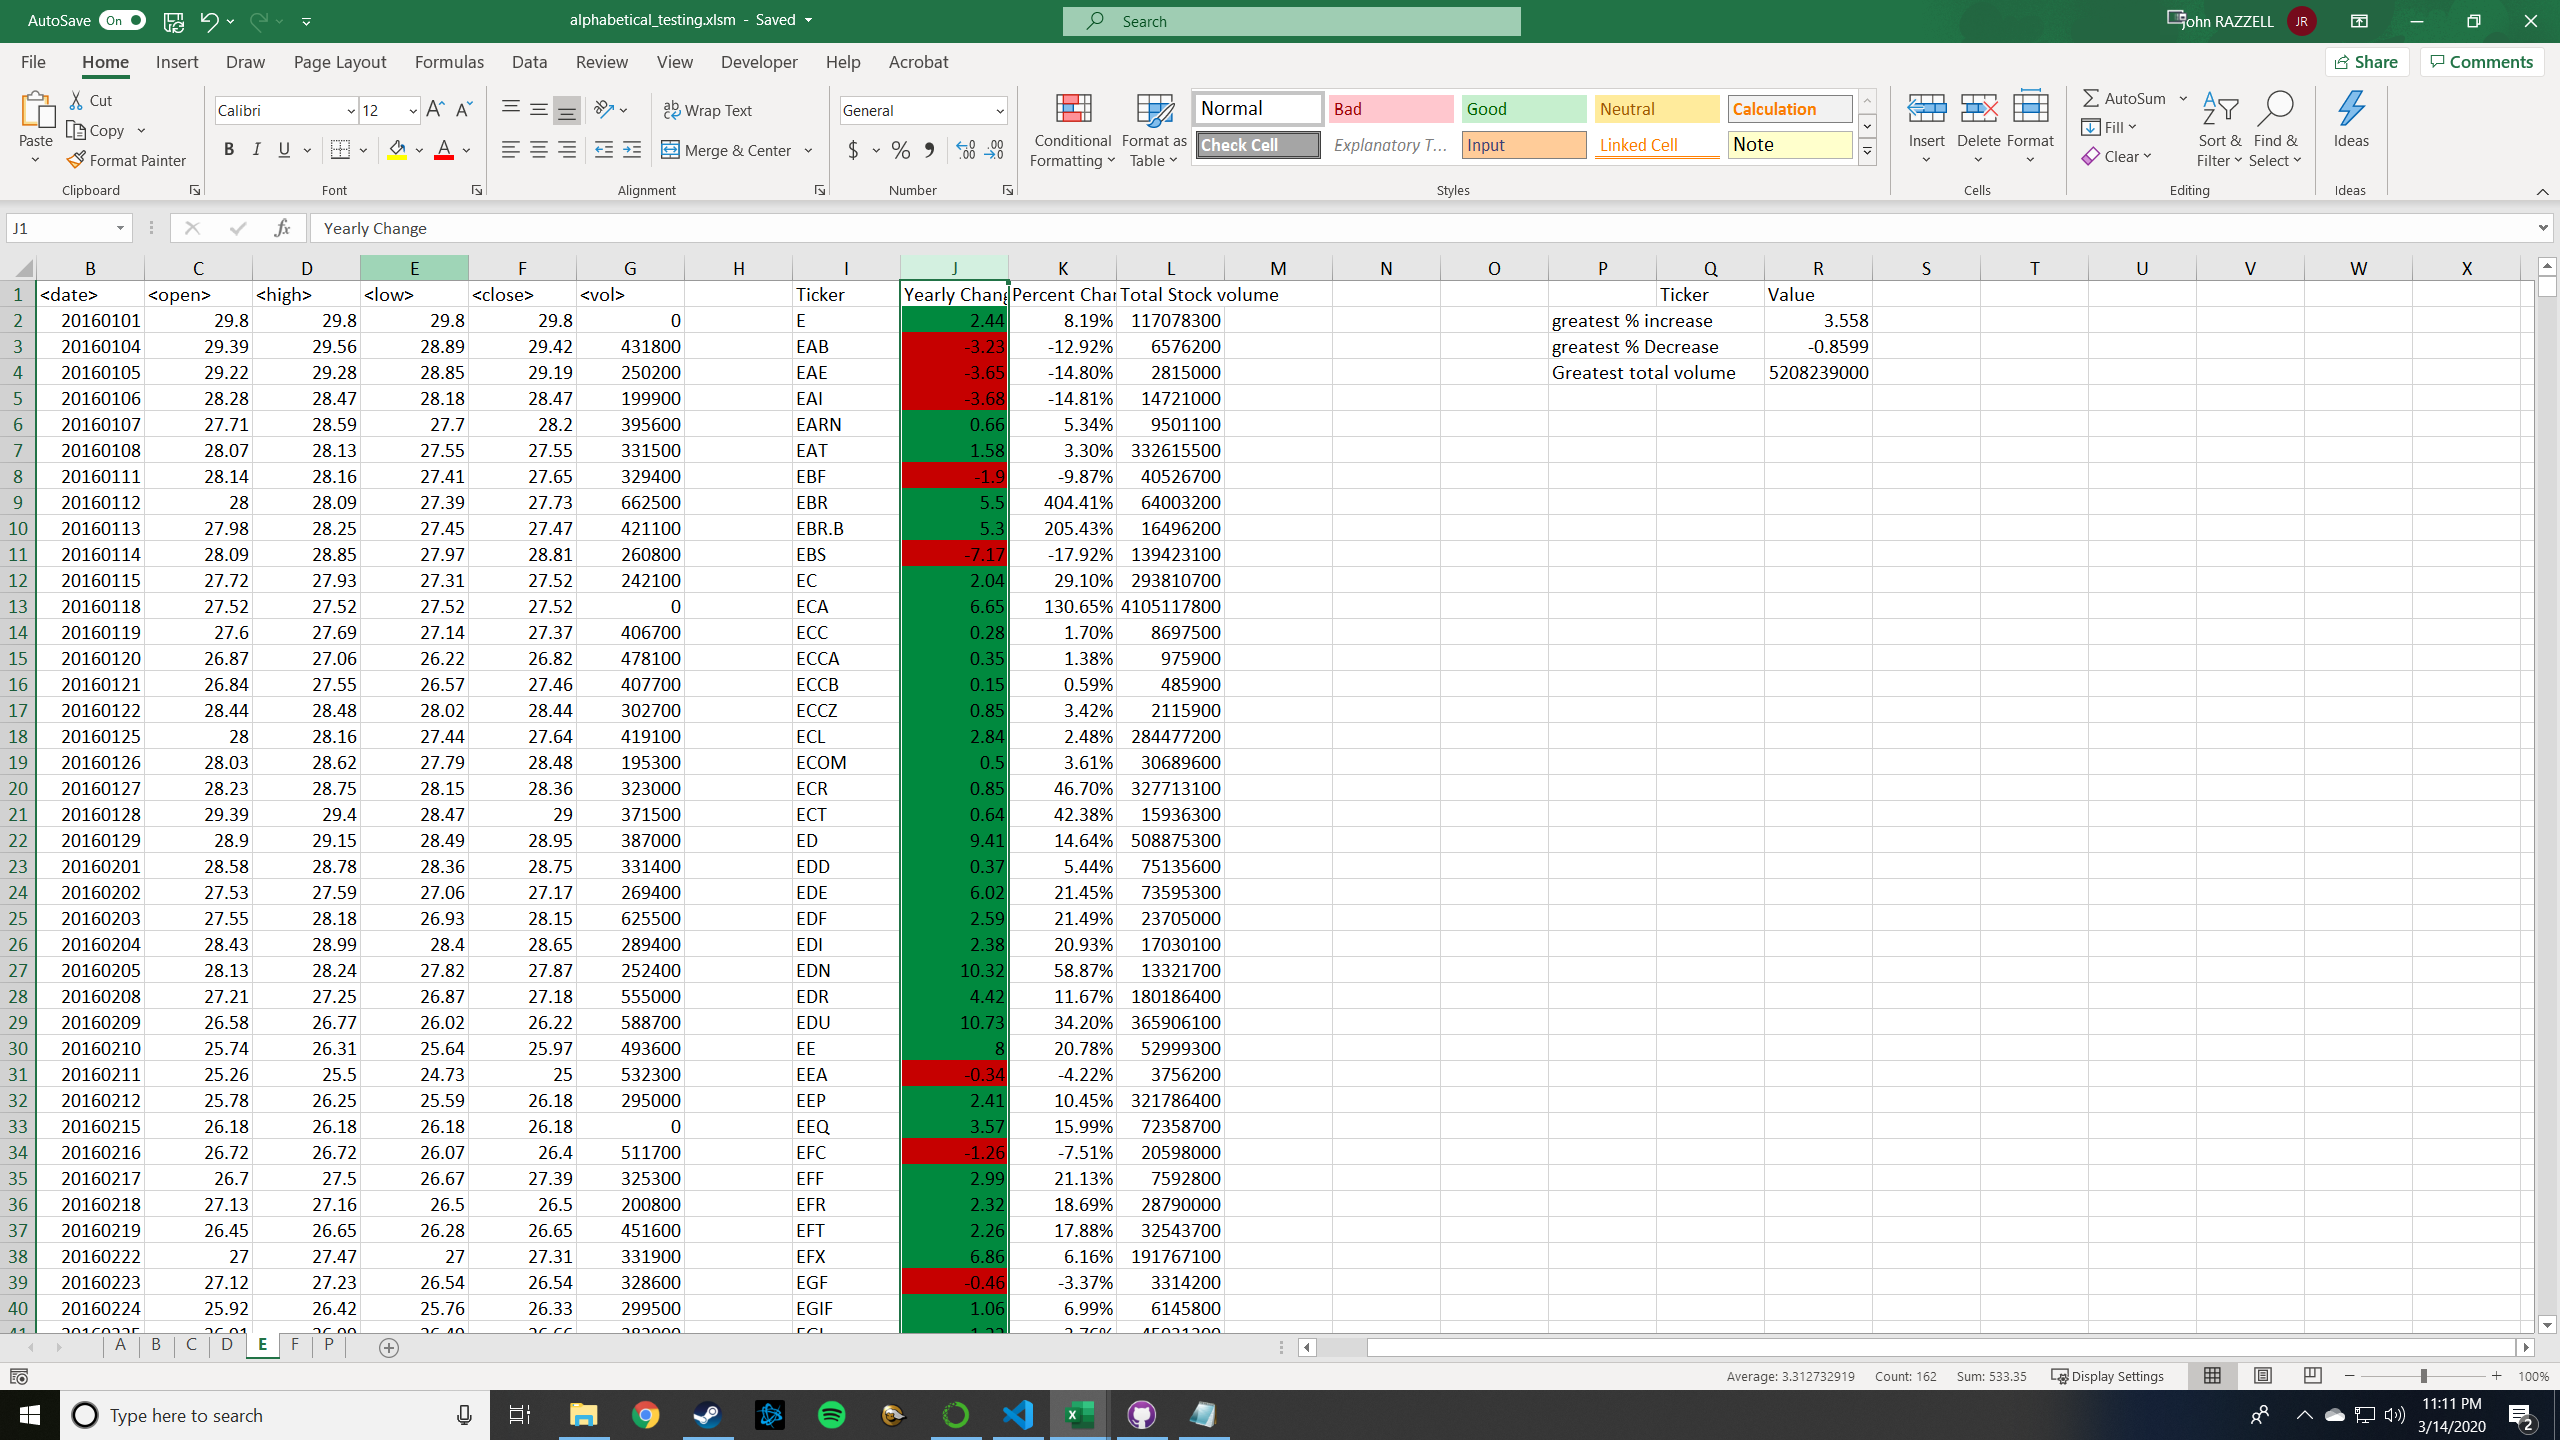 AutoSave On alphabetical_testing.xlsm - Saved Search John RAZZELL JR
File Home Insert Draw Page Layout Formulas Data Review View Developer Help Acrobat Share Comments
Paste Cut Copy Format Painter Clipboard
Calibri 12 B I U A Font
Wrap Text Merge & Center Alignment
General $ % Number
Conditional Formatting Format as Table
Normal Bad Good Neutral Calculation
Check Cell Explanatory T... Input Linked Cell Note
Styles
Insert Delete Format Cells
AutoSum Fill Clear Sort & Filter Find & Select Editing
Ideas Ideas
J1 fx Yearly Change
B C D E F G H I J K L M N O P Q R S T U V W X
1 <date> <open> <high> <low> <close> <vol> Ticker Yearly Chang Percent Char Total Stock volume Ticker Value
2 20160101 29.8 29.8 29.8 29.8 0 E 2.44 8.19% 117078300 greatest % increase 3.558
3 20160104 29.39 29.56 28.89 29.42 431800 EAB -3.23 -12.92% 6576200 greatest % Decrease -0.8599
4 20160105 29.22 29.28 28.85 29.19 250200 EAE -3.65 -14.80% 2815000 Greatest total volume 5208239000
5 20160106 28.28 28.47 28.18 28.47 199900 EAI -3.68 -14.81% 14721000
6 20160107 27.71 28.59 27.7 28.2 395600 EARN 0.66 5.34% 9501100
7 20160108 28.07 28.13 27.55 27.55 331500 EAT 1.58 3.30% 332615500
8 20160111 28.14 28.16 27.41 27.65 329400 EBF -1.9 -9.87% 40526700
9 20160112 28 28.09 27.39 27.73 662500 EBR 5.5 404.41% 64003200
10 20160113 27.98 28.25 27.45 27.47 421100 EBR.B 5.3 205.43% 16496200
11 20160114 28.09 28.85 27.97 28.81 260800 EBS -7.17 -17.92% 139423100
12 20160115 27.72 27.93 27.31 27.52 242100 EC 2.04 29.10% 293810700
13 20160118 27.52 27.52 27.52 27.52 0 ECA 6.65 130.65% 4105117800
14 20160119 27.6 27.69 27.14 27.37 406700 ECC 0.28 1.70% 8697500
15 20160120 26.87 27.06 26.22 26.82 478100 ECCA 0.35 1.38% 975900
16 20160121 26.84 27.55 26.57 27.46 407700 ECCB 0.15 0.59% 485900
17 20160122 28.44 28.48 28.02 28.44 302700 ECCZ 0.85 3.42% 2115900
18 20160125 28 28.16 27.44 27.64 419100 ECL 2.84 2.48% 284477200
19 20160126 28.03 28.62 27.79 28.48 195300 ECOM 0.5 3.61% 30689600
20 20160127 28.23 28.75 28.15 28.36 323000 ECR 0.85 46.70% 327713100
21 20160128 29.39 29.4 28.47 29 371500 ECT 0.64 42.38% 15936300
22 20160129 28.9 29.15 28.49 28.95 387000 ED 9.41 14.64% 508875300
23 20160201 28.58 28.78 28.36 28.75 331400 EDD 0.37 5.44% 75135600
24 20160202 27.53 27.59 27.06 27.17 269400 EDE 6.02 21.45% 73595300
25 20160203 27.55 28.18 26.93 28.15 625500 EDF 2.59 21.49% 23705000
26 20160204 28.43 28.99 28.4 28.65 289400 EDI 2.38 20.93% 17030100
27 20160205 28.13 28.24 27.82 27.87 252400 EDN 10.32 58.87% 13321700
28 20160208 27.21 27.25 26.87 27.18 555000 EDR 4.42 11.67% 180186400
29 20160209 26.58 26.77 26.02 26.22 588700 EDU 10.73 34.20% 365906100
30 20160210 25.74 26.31 25.64 25.97 493600 EE 8 20.78% 52999300
31 20160211 25.26 25.5 24.73 25 532300 EEA -0.34 -4.22% 3756200
32 20160212 25.78 26.25 25.59 26.18 295000 EEP 2.41 10.45% 321786400
33 20160215 26.18 26.18 26.18 26.18 0 EEQ 3.57 15.99% 72358700
34 20160216 26.72 26.72 26.07 26.4 511700 EFC -1.26 -7.51% 20598000
35 20160217 26.7 27.5 26.67 27.39 325300 EFF 2.99 21.13% 7592800
36 20160218 27.13 27.16 26.5 26.5 200800 EFR 2.32 18.69% 28790000
37 20160219 26.45 26.65 26.28 26.65 451600 EFT 2.26 17.88% 32543700
38 20160222 27 27.47 27 27.31 331900 EFX 6.86 6.16% 191767100
39 20160223 27.12 27.23 26.54 26.54 328600 EGF -0.46 -3.37% 3314200
40 20160224 25.92 26.42 25.76 26.33 299500 EGIF 1.06 6.99% 6145800
A B C D E F P
Average: 3.312732919 Count: 162 Sum: 533.35 Display Settings 100%
Type here to search 11:11 PM
3/14/2020 2